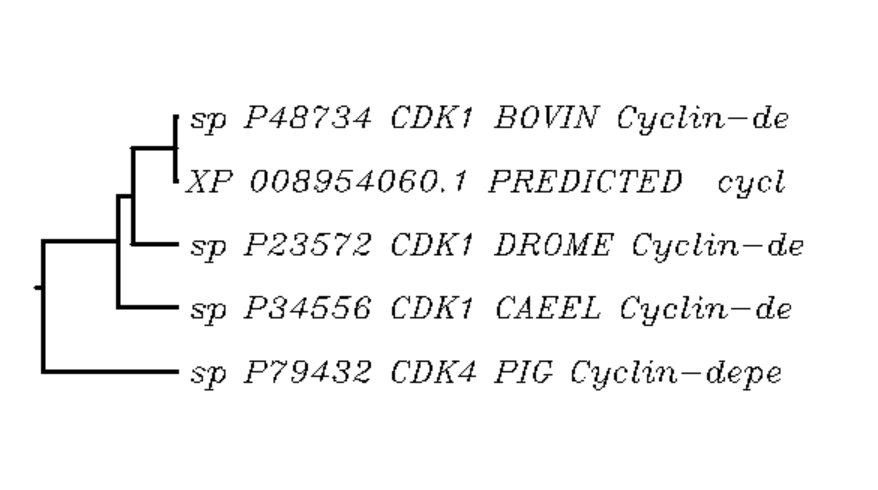 sp P48734 CDK1 BOVIN Cyclin-de
XP 008954060.1 PREDICTED cycl
sp P23572 CDK1 DROME Cyclin-de
sp P34556 CDK1 CAEEL Cyclin-de
sp P79432 CDK4 PIG Cyclin-depe